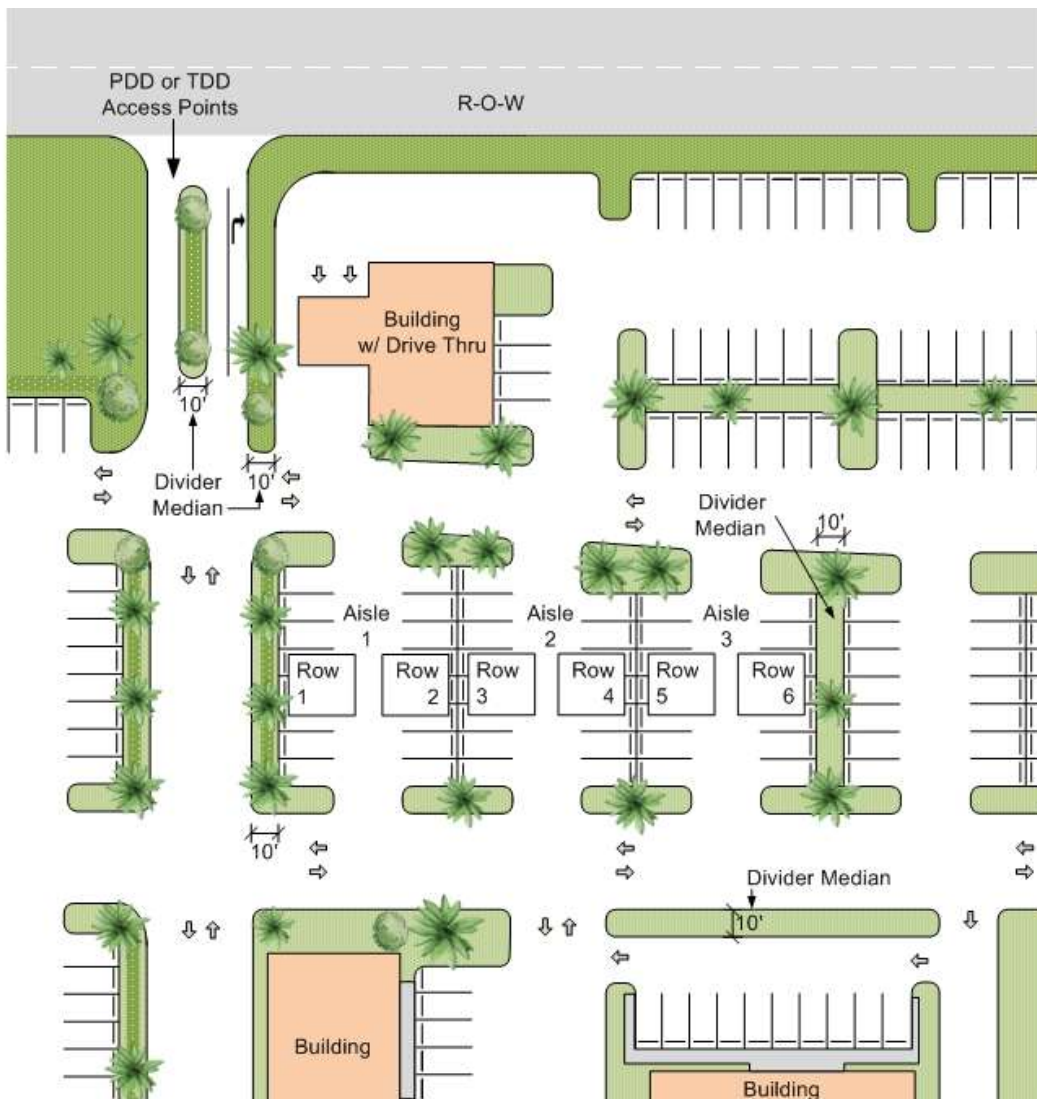 PDD or TDD
Access Points
R-O-W
Building
w/ Drive Thru
10'
Divider
Median
10'
Divider
Median
10'
Aisle
1
Aisle
2
Aisle
3
Row
1
Row
2
Row
3
Row
4
Row
5
Row
6
10'
Divider Median
10'
Building
Building